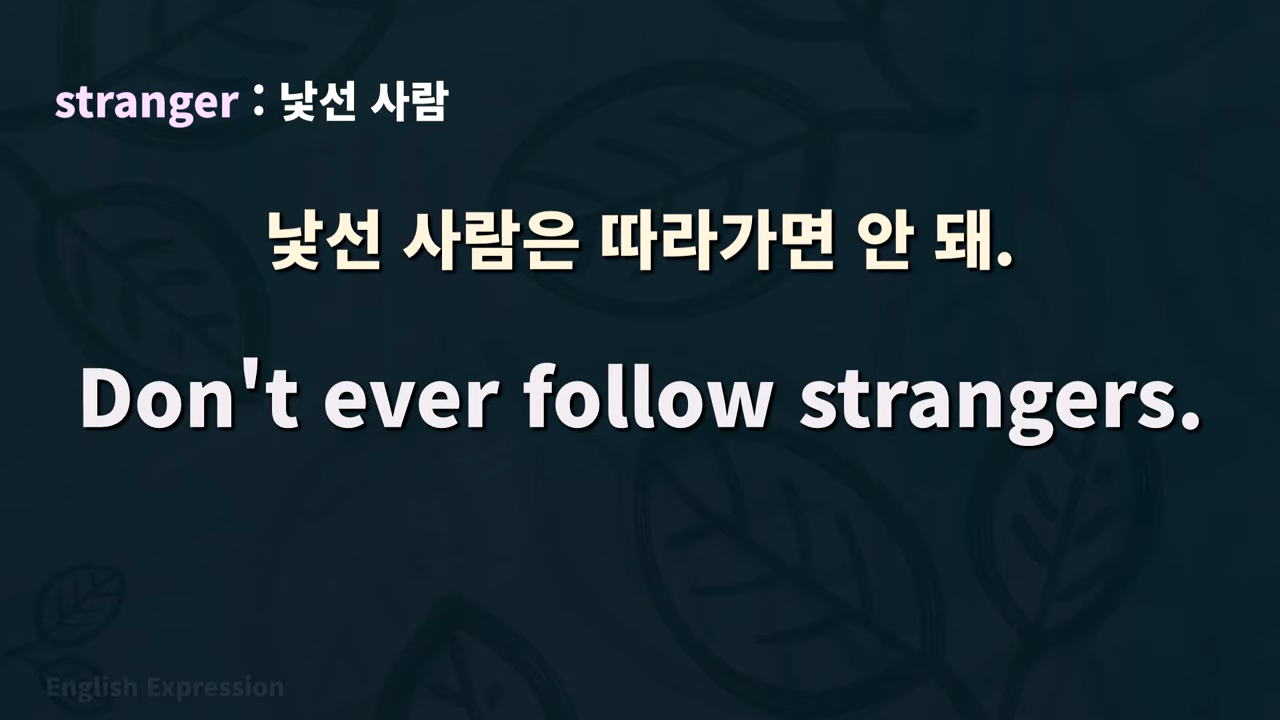 stranger : 낯선 사람
낯선 사람은 따라가면 안 돼.
Don't ever follow strangers.
English Expression